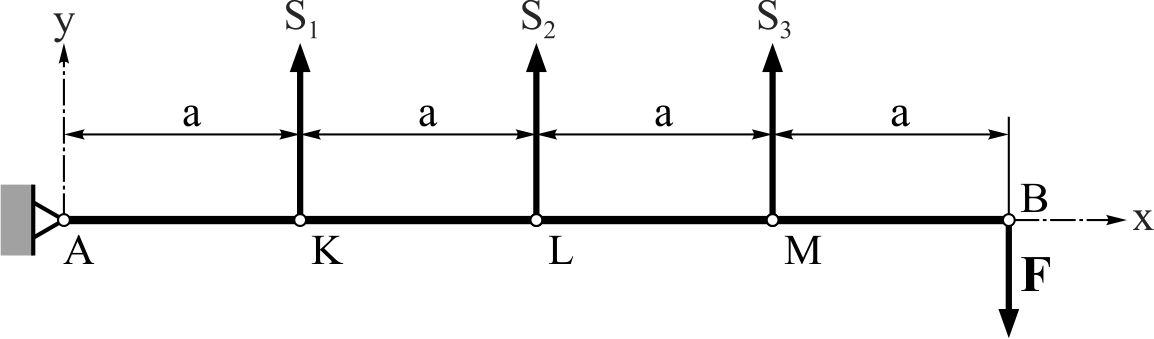 y S₁ S₂ S₃
a a a a
A K L M B x
F